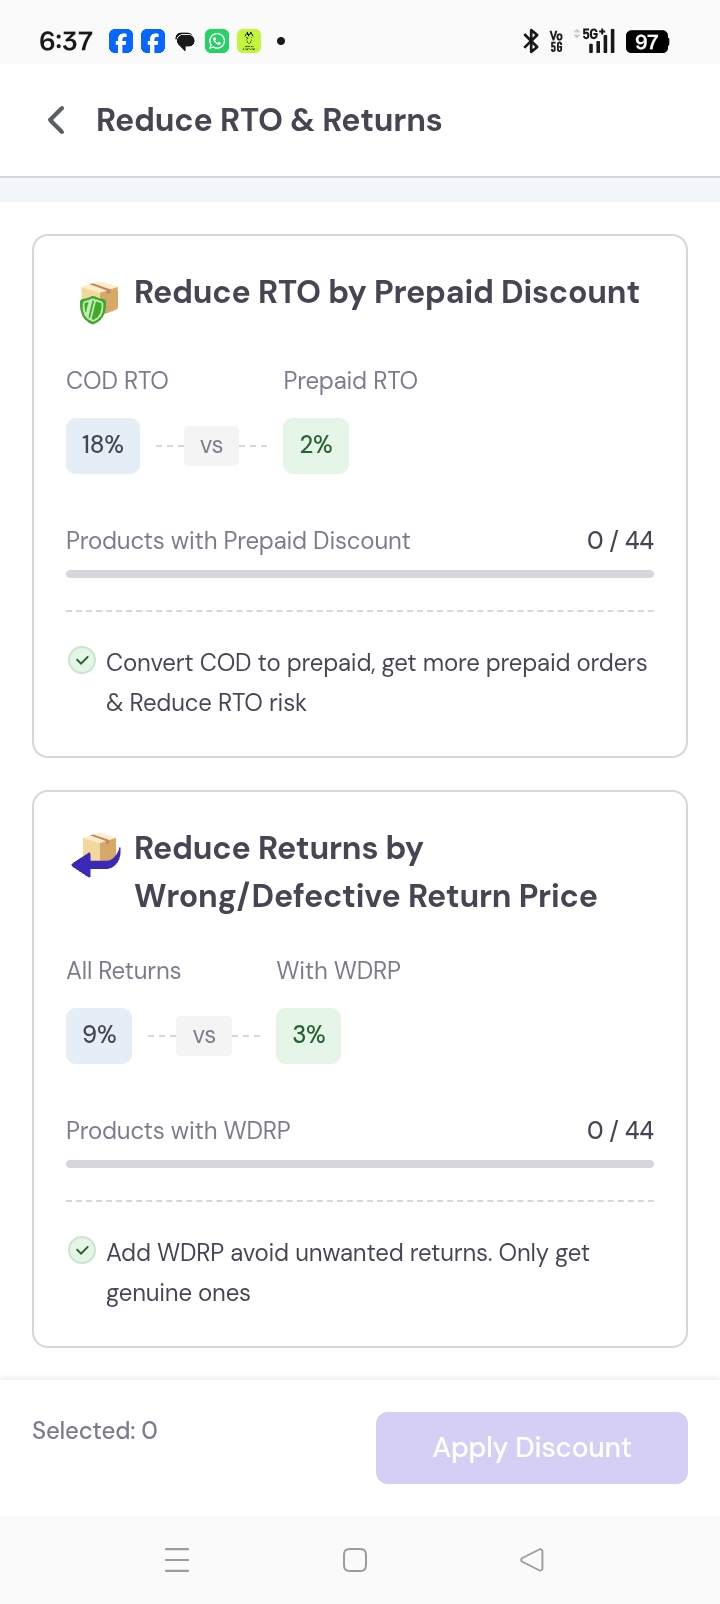 6:37
Vo
5G
5G+
97
Reduce RTO & Returns
Reduce RTO by Prepaid Discount
COD RTO
Prepaid RTO
18%
vs
2%
Products with Prepaid Discount
0 / 44
Convert COD to prepaid, get more prepaid orders
& Reduce RTO risk
Reduce Returns by
Wrong/Defective Return Price
All Returns
With WDRP
9%
vs
3%
Products with WDRP
0 / 44
Add WDRP avoid unwanted returns. Only get
genuine ones
Selected: 0
Apply Discount